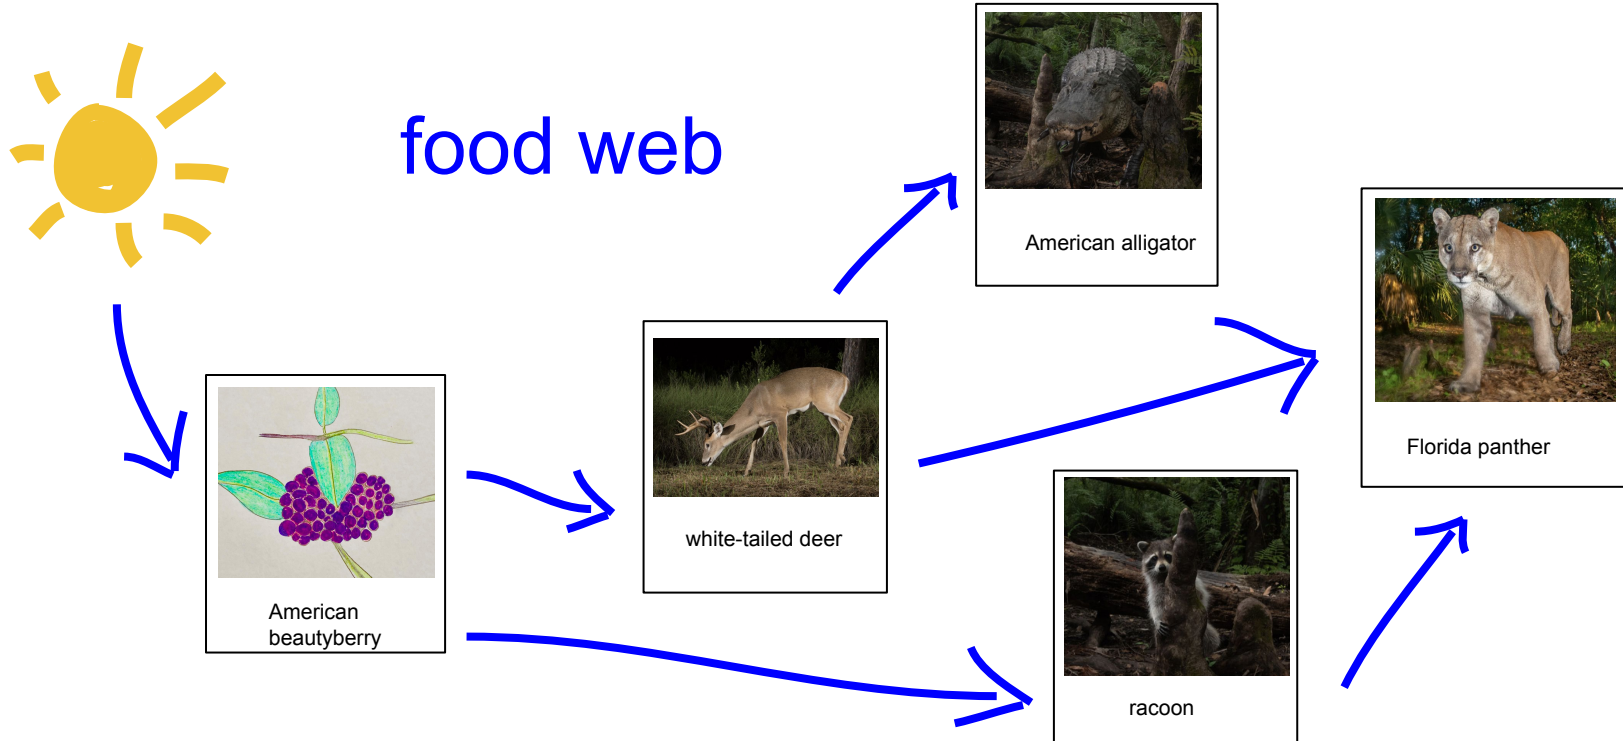 food web
American alligator
Florida panther
white-tailed deer
American
beautyberry
racoon